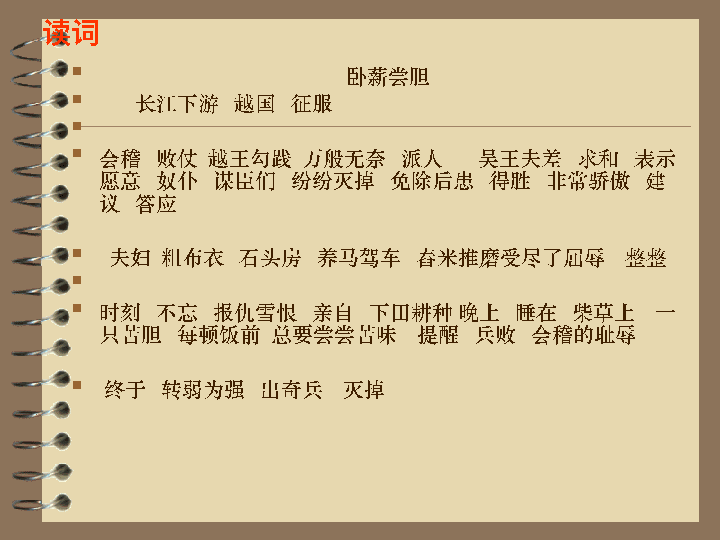 读词
卧薪尝胆
长江下游 越国 征服
会稽 败仗 越王勾践 万般无奈 派人 吴王夫差 求和 表示
愿意 奴仆 谋臣们 纷纷灭掉 免除后患 得胜 非常骄傲 建
议 答应
夫妇 粗布衣 石头房 养马驾车 舂米推磨受尽了屈辱 整整
时刻 不忘 报仇雪恨 亲自 下田耕种 晚上 睡在 柴草上 一
只苦胆 每顿饭前 总要尝尝苦味 提醒 兵败 会稽的耻辱
终于 转弱为强 出奇兵 灭掉